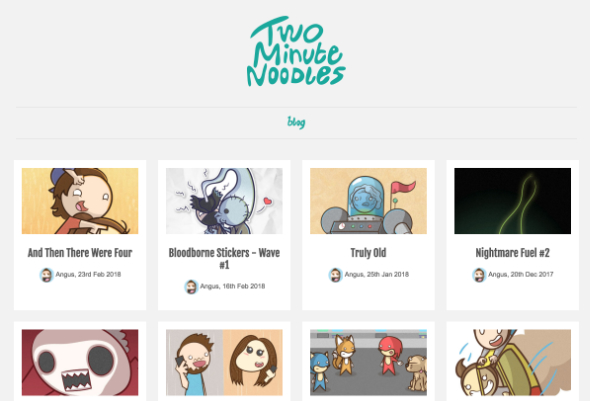 Two
Minute
Noodles
blog
And Then There Were Four
Angus, 23rd Feb 2018
Bloodborne Stickers - Wave
#1
Angus, 16th Feb 2018
Truly Old
Angus, 25th Jan 2018
Nightmare Fuel #2
Angus, 20th Dec 2017